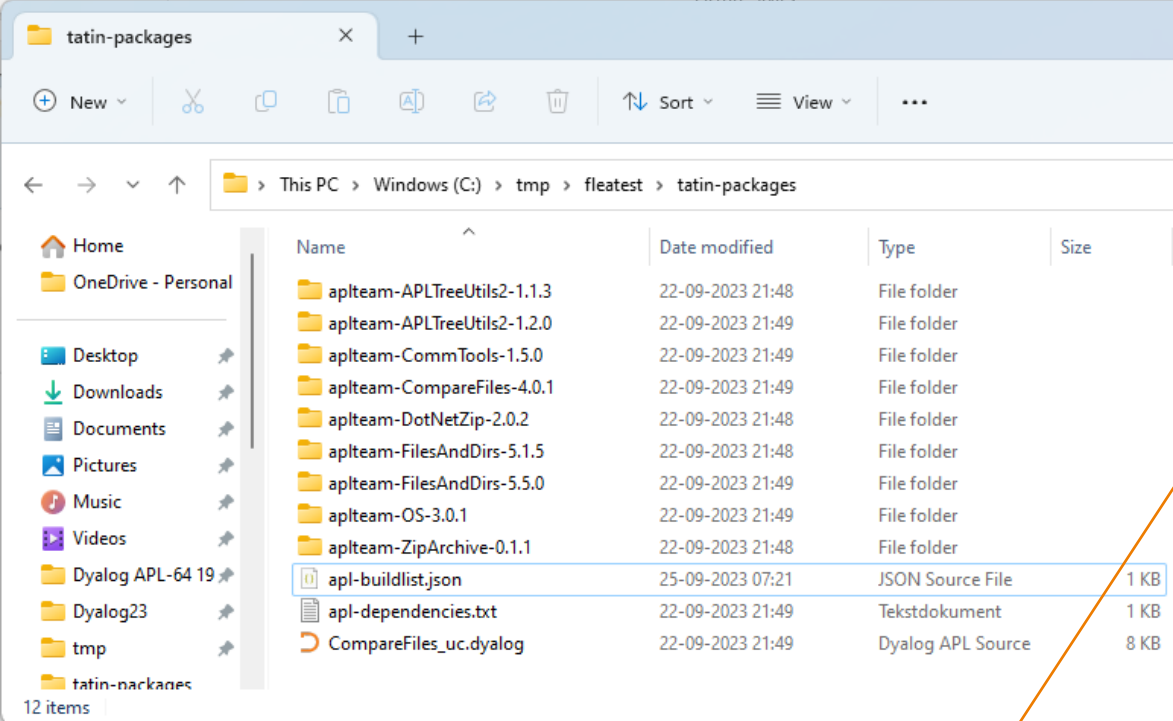 tatin-packages
New
Sort
View
This PC > Windows (C:) > tmp > fleatest > tatin-packages
Home
OneDrive - Personal
Desktop
Downloads
Documents
Pictures
Music
Videos
Dyalog APL-64 19
Dyalog23
tmp
tatin-packages
Name Date modified Type Size
aplteam-APLTreeUtils2-1.1.3 22-09-2023 21:48 File folder
aplteam-APLTreeUtils2-1.2.0 22-09-2023 21:49 File folder
aplteam-CommTools-1.5.0 22-09-2023 21:49 File folder
aplteam-CompareFiles-4.0.1 22-09-2023 21:49 File folder
aplteam-DotNetZip-2.0.2 22-09-2023 21:48 File folder
aplteam-FilesAndDirs-5.1.5 22-09-2023 21:48 File folder
aplteam-FilesAndDirs-5.5.0 22-09-2023 21:49 File folder
aplteam-OS-3.0.1 22-09-2023 21:49 File folder
aplteam-ZipArchive-0.1.1 22-09-2023 21:48 File folder
apl-buildlist.json 25-09-2023 07:21 JSON Source File 1 KB
apl-dependencies.txt 22-09-2023 21:49 Tekstdokument 1 KB
CompareFiles_uc.dyalog 22-09-2023 21:49 Dyalog APL Source 8 KB
12 items